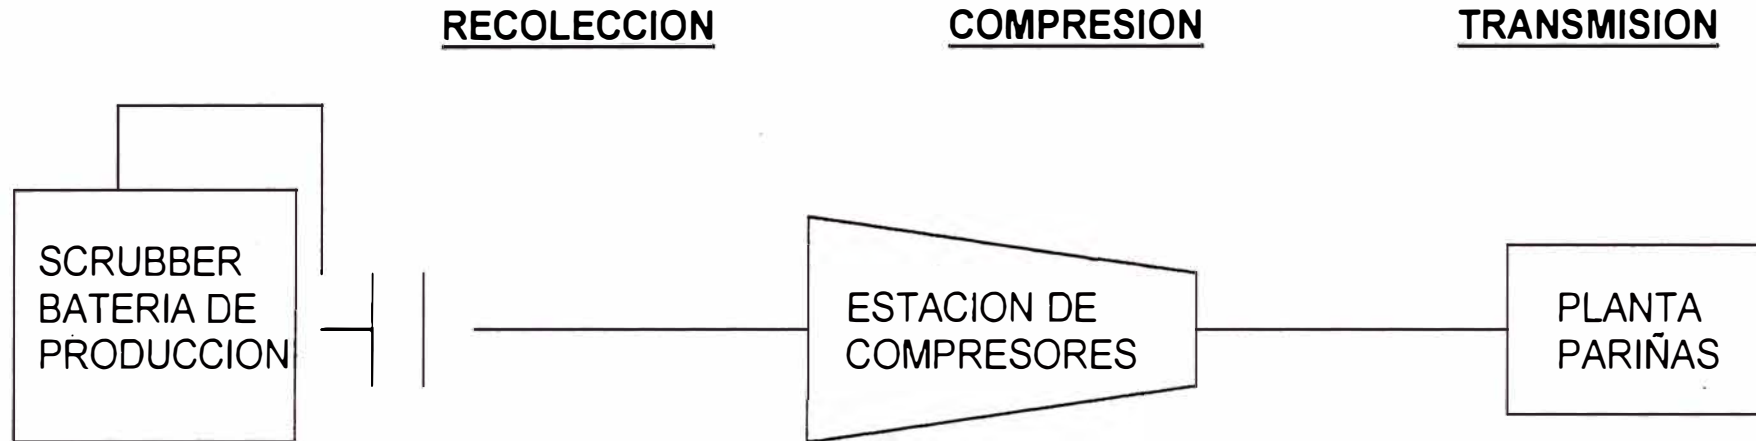 RECOLECCION COMPRESION TRANSMISION
SCRUBBER
BATERIA DE
PRODUCCION
ESTACION DE
COMPRESORES
PLANTA
PARIÑAS